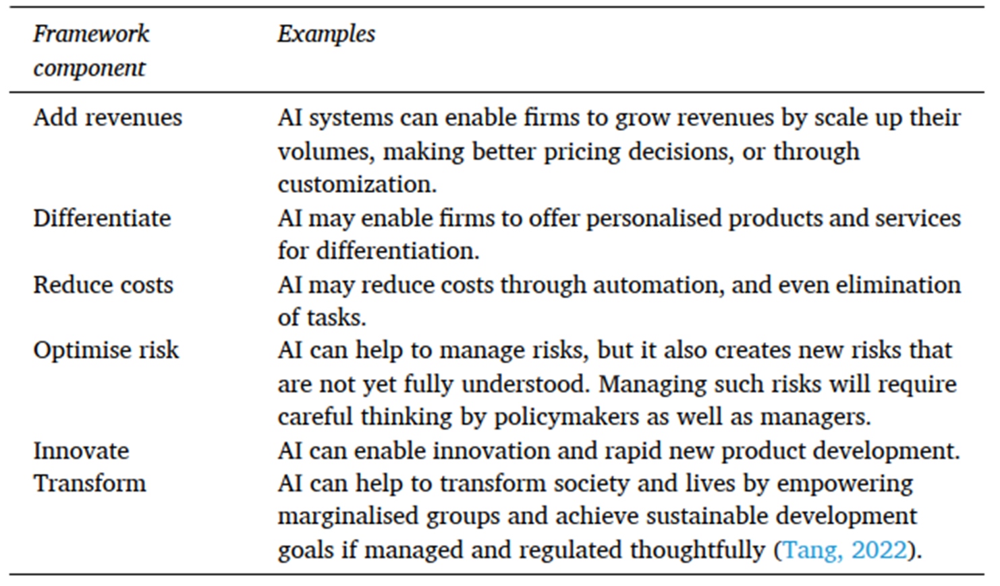 Framework Examples
component
Add revenues AI systems can enable firms to grow revenues by scale up their
volumes, making better pricing decisions, or through
customization.
Differentiate AI may enable firms to offer personalised products and services
for differentiation.
Reduce costs AI may reduce costs through automation, and even elimination
of tasks.
Optimise risk AI can help to manage risks, but it also creates new risks that
are not yet fully understood. Managing such risks will require
careful thinking by policymakers as well as managers.
Innovate AI can enable innovation and rapid new product development.
Transform AI can help to transform society and lives by empowering
marginalised groups and achieve sustainable development
goals if managed and regulated thoughtfully (Tang, 2022).